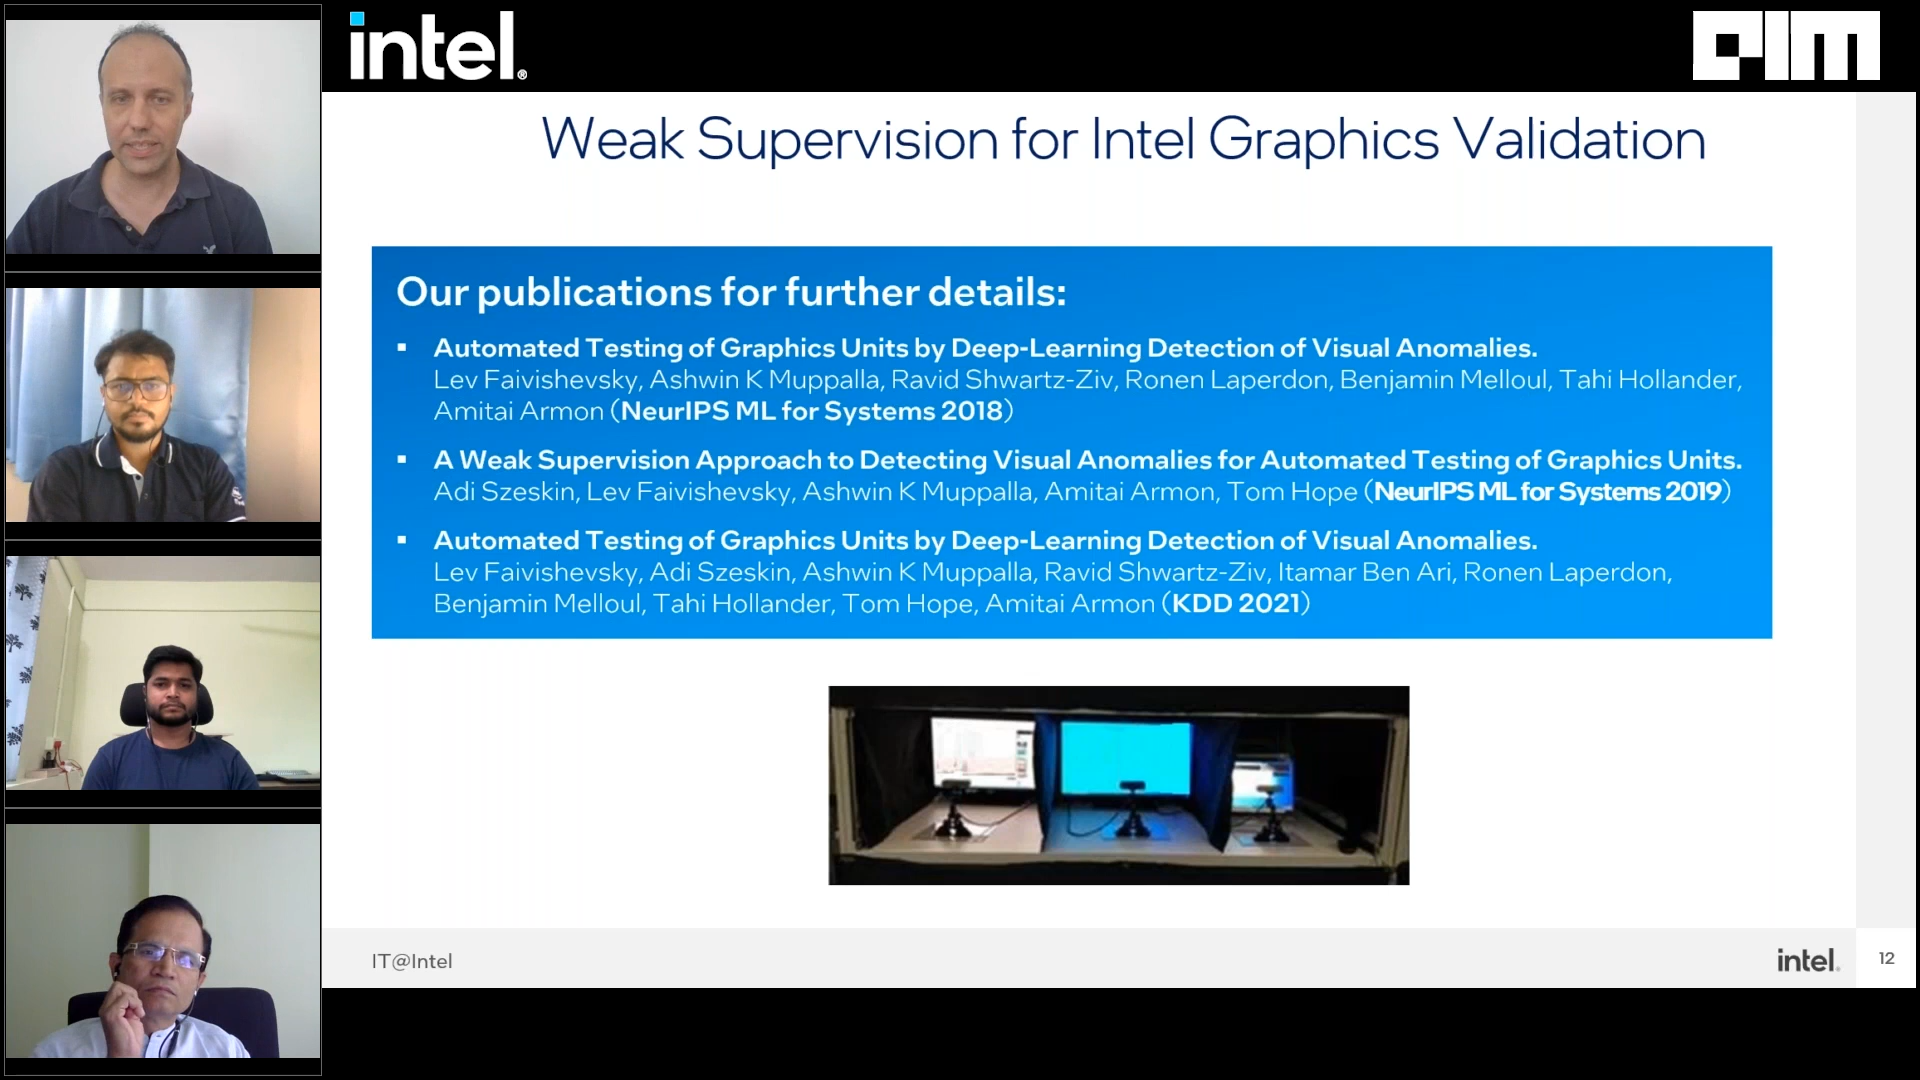 intel.
AIM
Weak Supervision for Intel Graphics Validation
Our publications for further details:
▪ Automated Testing of Graphics Units by Deep-Learning Detection of Visual Anomalies.
Lev Faivishevsky, Ashwin K Muppalla, Ravid Shwartz-Ziv, Ronen Laperdon, Benjamin Melloul, Tahi Hollander,
Amitai Armon (NeurIPS ML for Systems 2018)
▪ A Weak Supervision Approach to Detecting Visual Anomalies for Automated Testing of Graphics Units.
Adi Szeskin, Lev Faivishevsky, Ashwin K Muppalla, Amitai Armon, Tom Hope (NeurIPS ML for Systems 2019)
▪ Automated Testing of Graphics Units by Deep-Learning Detection of Visual Anomalies.
Lev Faivishevsky, Adi Szeskin, Ashwin K Muppalla, Ravid Shwartz-Ziv, Itamar Ben Ari, Ronen Laperdon,
Benjamin Melloul, Tahi Hollander, Tom Hope, Amitai Armon (KDD 2021)
IT@Intel
intel.
12